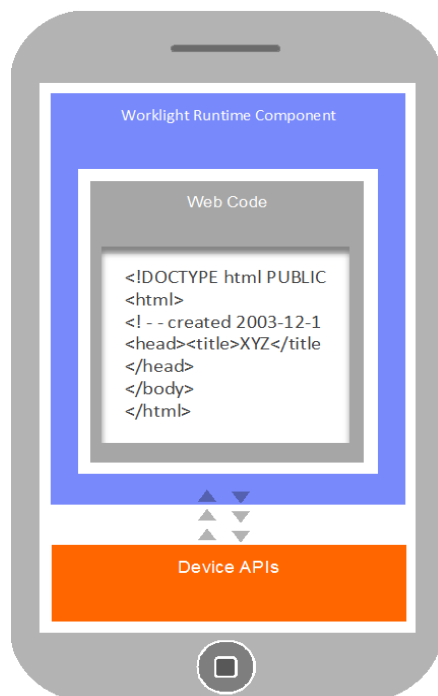 Worklight Runtime Component
Web Code
<!DOCTYPE html PUBLIC
<html>
<! - - created 2003-12-1
<head><title>XYZ</title
</head>
</body>
</html>
Device APIs